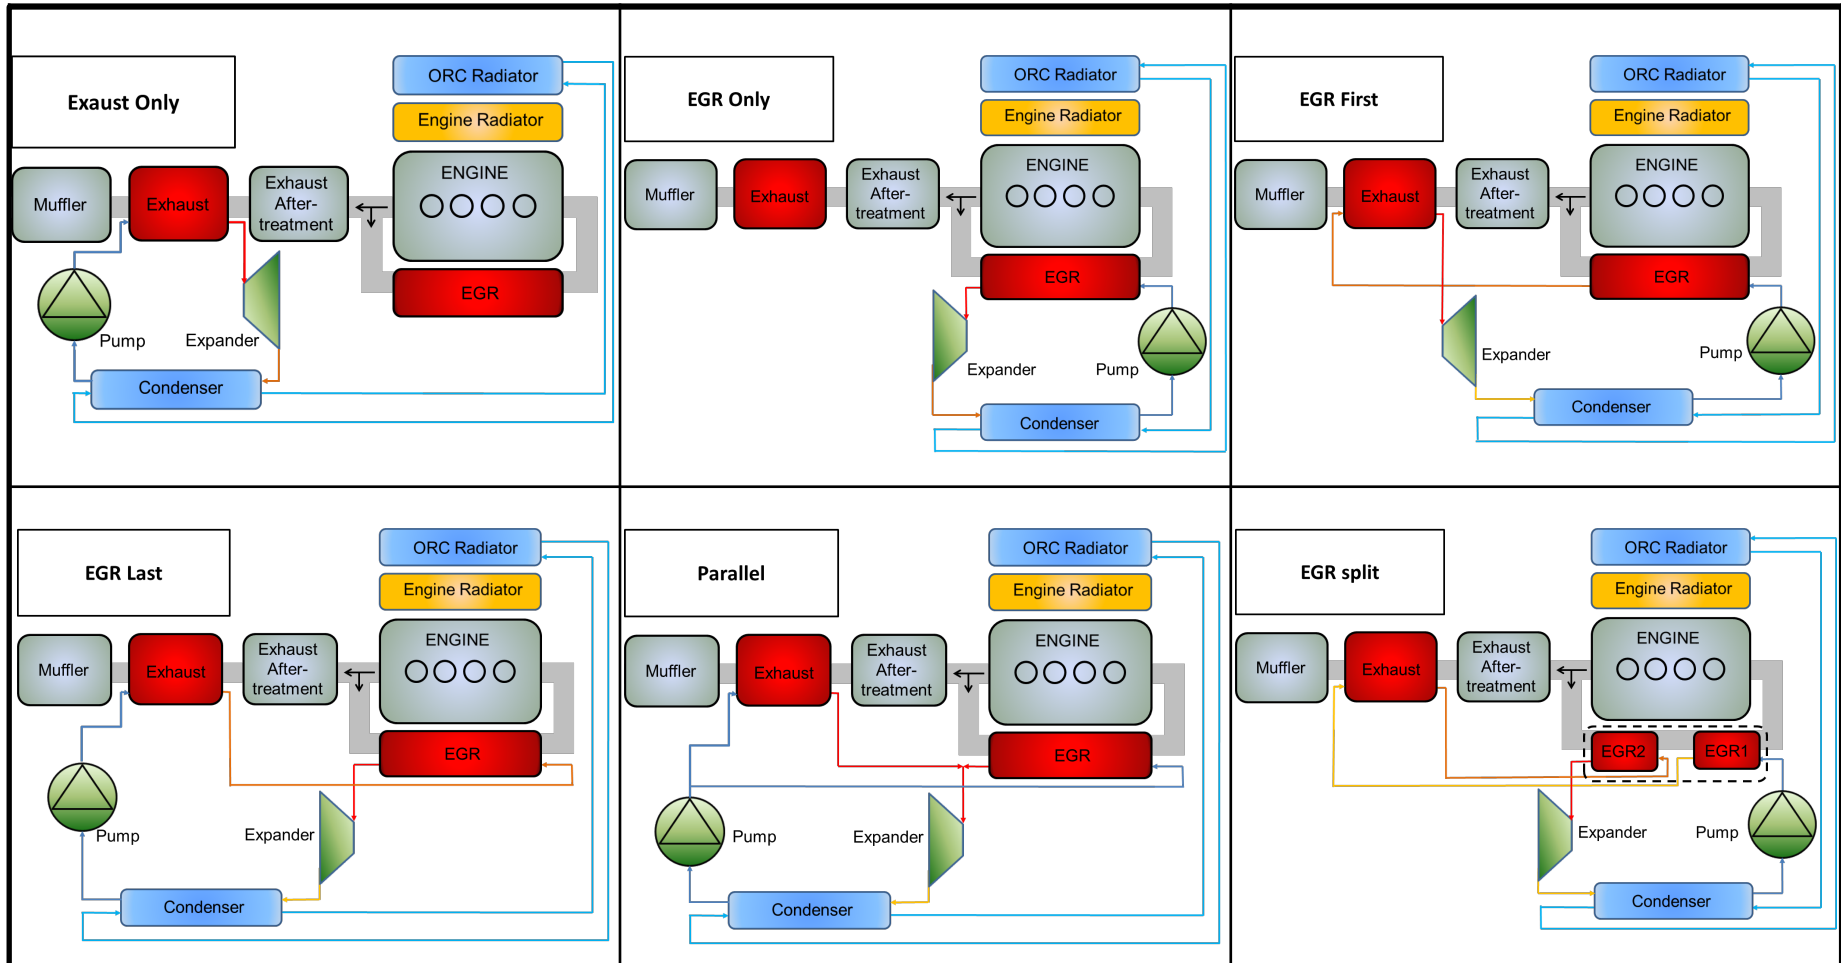 Exaust Only
ORC Radiator
Engine Radiator
ENGINE
Muffler
Exhaust
Exhaust
After-
treatment
EGR
Pump
Expander
Condenser
EGR Only
ORC Radiator
Engine Radiator
ENGINE
Muffler
Exhaust
Exhaust
After-
treatment
EGR
Expander
Pump
Condenser
EGR First
ORC Radiator
Engine Radiator
ENGINE
Muffler
Exhaust
Exhaust
After-
treatment
EGR
Expander
Pump
Condenser
EGR Last
ORC Radiator
Engine Radiator
ENGINE
Muffler
Exhaust
Exhaust
After-
treatment
EGR
Pump
Expander
Condenser
Parallel
ORC Radiator
Engine Radiator
ENGINE
Muffler
Exhaust
Exhaust
After-
treatment
EGR
Pump
Expander
Condenser
EGR split
ORC Radiator
Engine Radiator
ENGINE
Muffler
Exhaust
Exhaust
After-
treatment
EGR2
EGR1
Expander
Pump
Condenser